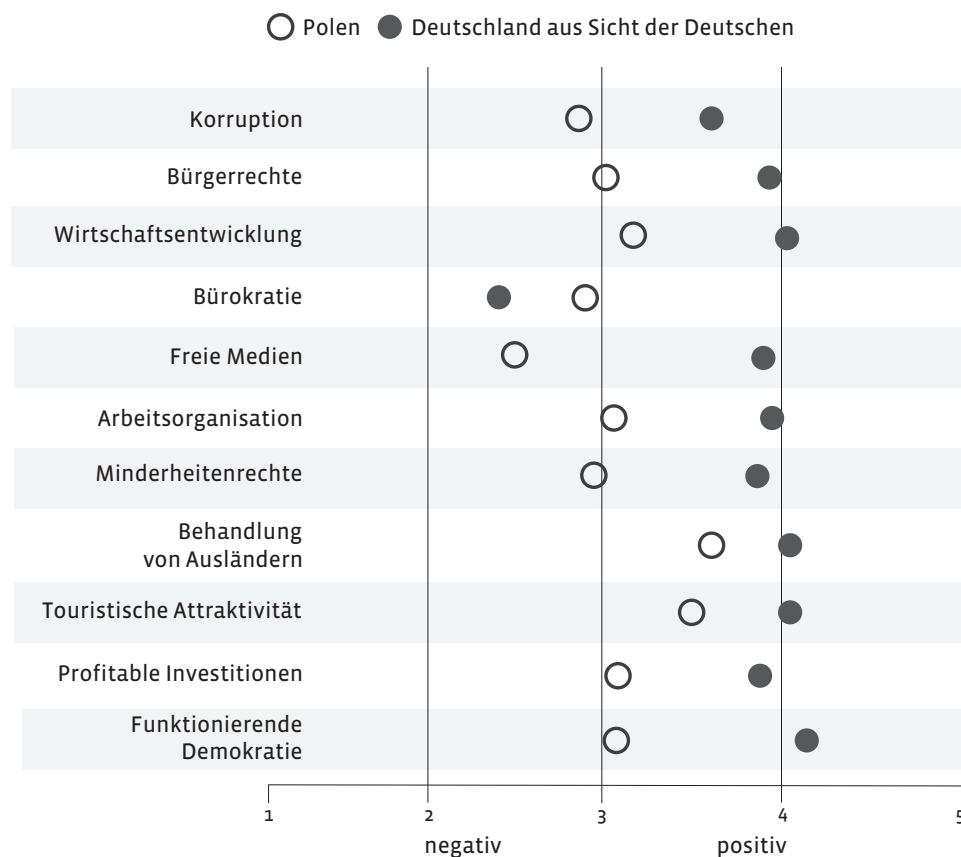 Polen Deutschland aus Sicht der Deutschen
Korruption
Bürgerrechte
Wirtschaftsentwicklung
Bürokratie
Freie Medien
Arbeitsorganisation
Minderheitenrechte
Behandlung
von Ausländern
Touristische Attraktivität
Profitable Investitionen
Funktionierende
Demokratie
1 2 3 4 5
negativ positiv